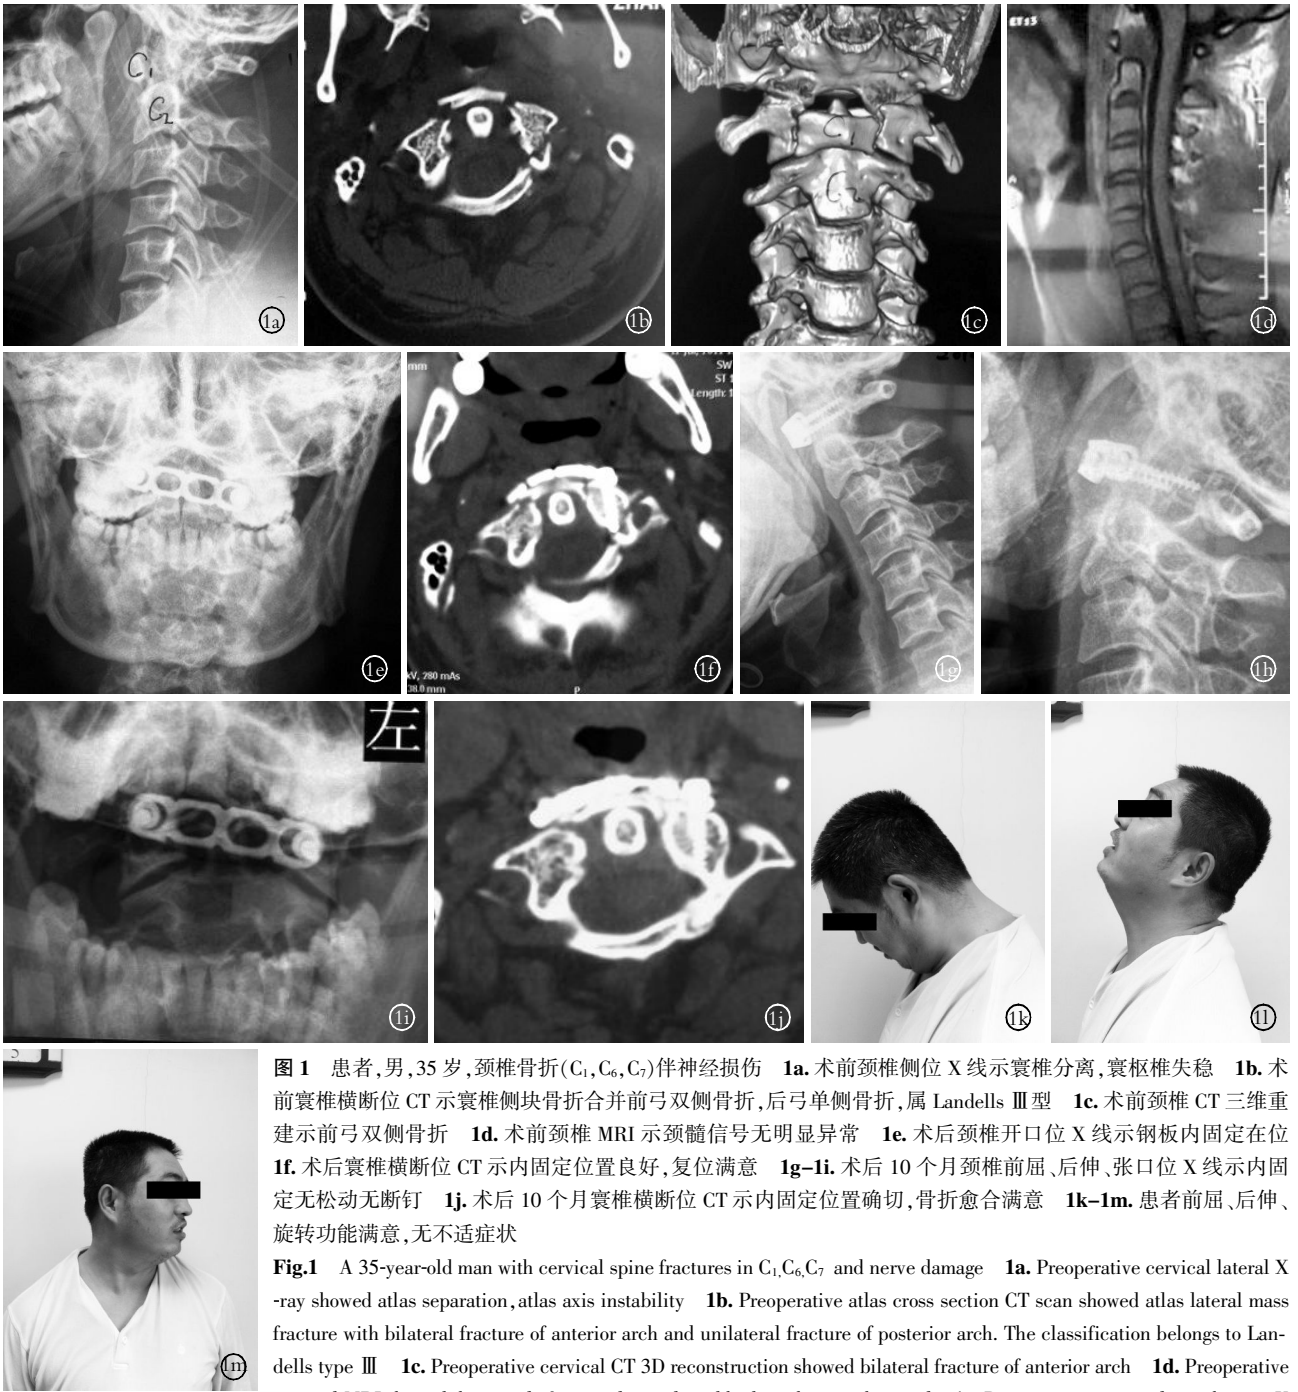 C₁
C₂
1a
1b
C₁
C₂
1c
1d
1e
mm
SW
ST 1
Length: 1
kV, 280 mAs
38.0 mm
P
1f
1g
1h
左
1i
1j
1k
1l
5
1m
图 1 患者,男,35 岁,颈椎骨折(C₁,C₆,C₇)伴神经损伤 1a. 术前颈椎侧位 X 线示寰椎分离,寰枢椎失稳 1b. 术
前寰椎横断位 CT 示寰椎侧块骨折合并前弓双侧骨折,后弓单侧骨折,属 Landells Ⅲ型 1c. 术前颈椎 CT 三维重
建示前弓双侧骨折 1d. 术前颈椎 MRI 示颈髓信号无明显异常 1e. 术后颈椎开口位 X 线示钢板内固定在位
1f. 术后寰椎横断位 CT 示内固定位置良好,复位满意 1g–1i. 术后 10 个月颈椎前屈、后伸、张口位 X 线示内固
定无松动无断钉 1j. 术后 10 个月寰椎横断位 CT 示内固定位置确切,骨折愈合满意 1k–1m. 患者前屈、后伸、
旋转功能满意,无不适症状
Fig.1 A 35-year-old man with cervical spine fractures in C₁,C₆,C₇ and nerve damage 1a. Preoperative cervical lateral X
-ray showed atlas separation,atlas axis instability 1b. Preoperative atlas cross section CT scan showed atlas lateral mass
fracture with bilateral fracture of anterior arch and unilateral fracture of posterior arch. The classification belongs to Lan-
dells type Ⅲ 1c. Preoperative cervical CT 3D reconstruction showed bilateral fracture of anterior arch 1d. Preoperative